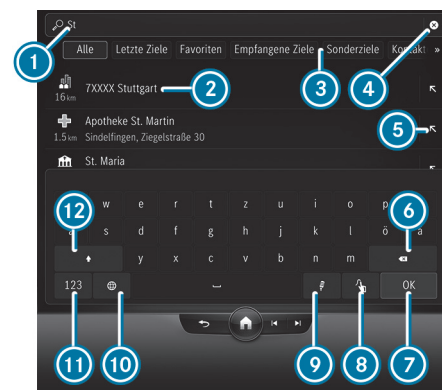 St
Alle Letzte Ziele Favoriten Empfangene Ziele Sonderziele Kontakt »
1 2 3 4
16 km 7XXXX Stuttgart
Apotheke St. Martin
1.5 km Sindelfingen, Ziegelstraße 30
5
St. Maria
12 6
w e r t z u i o p
a s d f g h j k l ö ä
y x c v b n m
123 OK
11 10 9 8 7